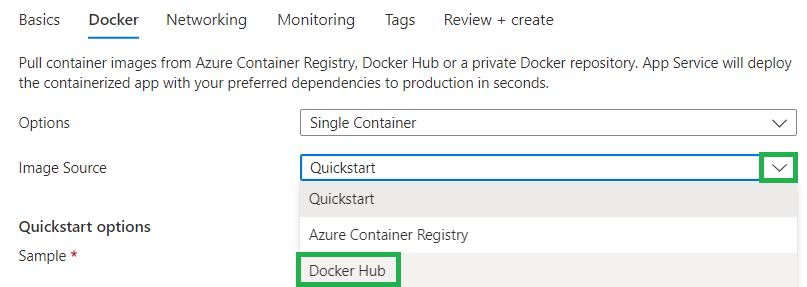 Basics Docker Networking Monitoring Tags Review + create
Pull container images from Azure Container Registry, Docker Hub or a private Docker repository. App Service will deploy
the containerized app with your preferred dependencies to production in seconds.
Options Single Container
Image Source Quickstart
Quickstart
Quickstart options
Azure Container Registry
Sample *
Docker Hub